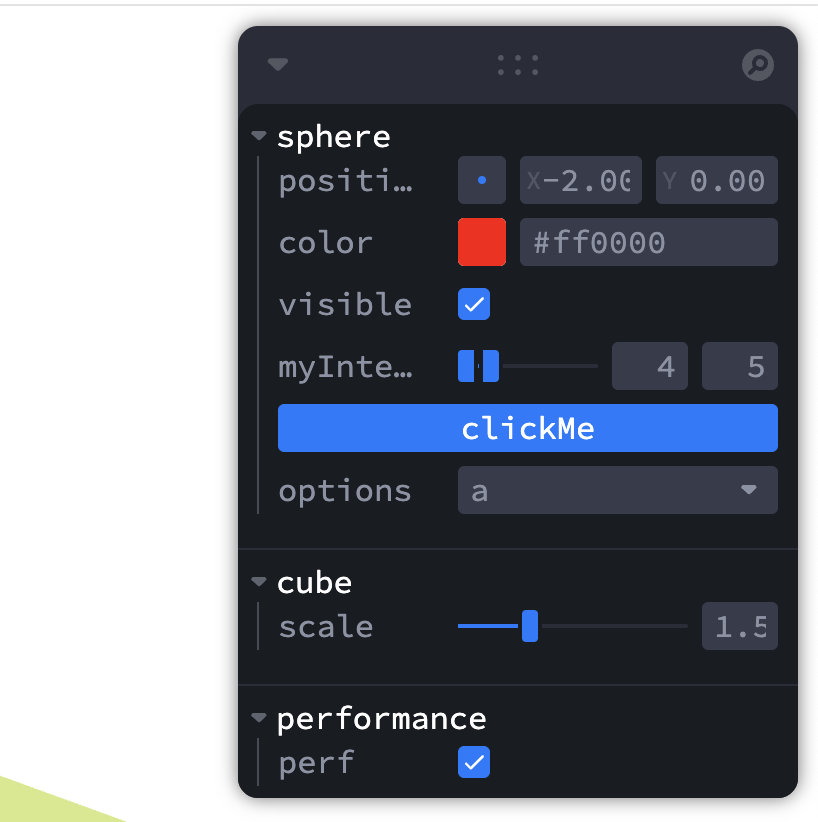 sphere
positi… X -2.00 Y 0.00
color #ff0000
visible
myInte… 4 5
clickMe
options a
cube
scale 1.5
performance
perf